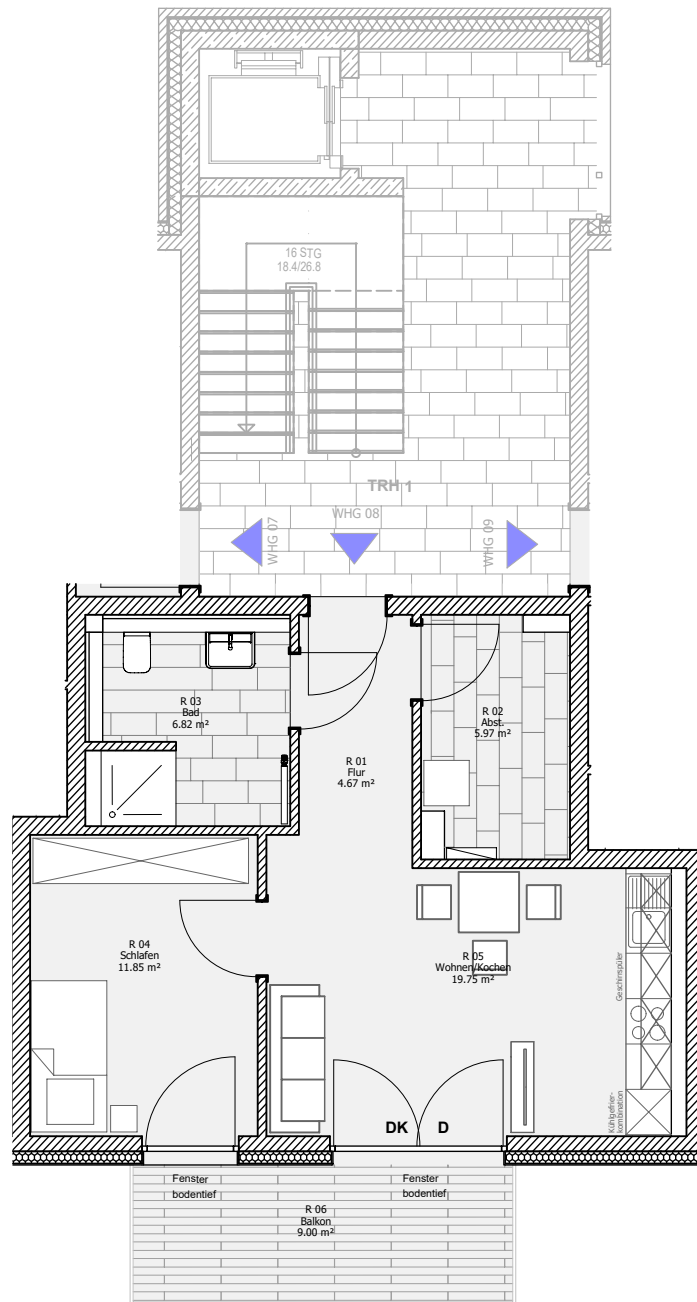 16 STG
18.4/26.8
TRH 1
WHG 07
WHG 08
WHG 09
R 03
Bad
6.82 m²
R 02
Abst.
5.97 m²
R 01
Flur
4.67 m²
R 04
Schlafen
11.85 m²
R 05
Wohnen/Kochen
19.75 m²
Geschirrspüler
Kühlgefrier-
kombination
DK D
Fenster
bodentief
Fenster
bodentief
R 06
Balkon
9.00 m²